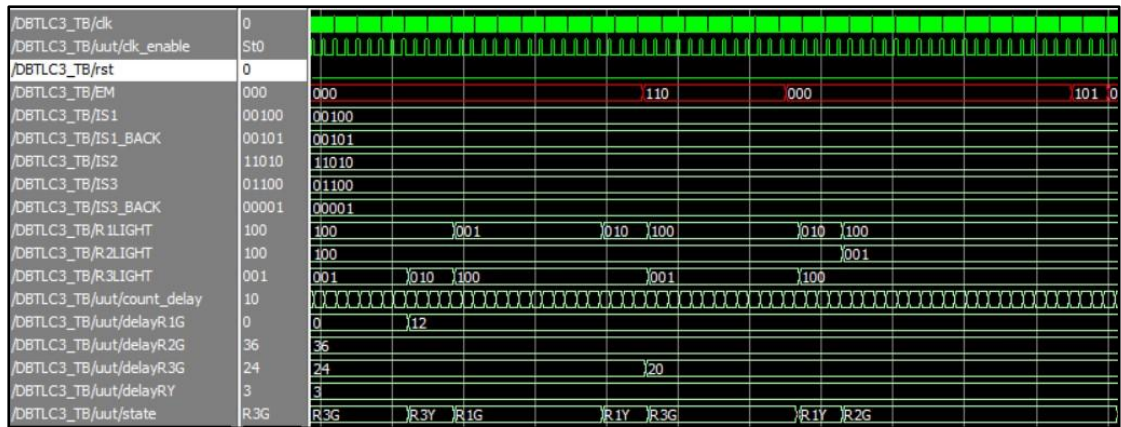 /DBTLC3_TB/clk 0
/DBTLC3_TB/uut/clk_enable St0
/DBTLC3_TB/rst 0
/DBTLC3_TB/EM 000 000 110 000 101 0
/DBTLC3_TB/IS1 00100 00100
/DBTLC3_TB/IS1_BACK 00101 00101
/DBTLC3_TB/IS2 11010 11010
/DBTLC3_TB/IS3 01100 01100
/DBTLC3_TB/IS3_BACK 00001 00001
/DBTLC3_TB/R1LIGHT 100 100 001 010 100 010 100
/DBTLC3_TB/R2LIGHT 100 100 001
/DBTLC3_TB/R3LIGHT 001 001 010 100 001 100
/DBTLC3_TB/uut/count_delay 10
/DBTLC3_TB/uut/delayR1G 0 0 12
/DBTLC3_TB/uut/delayR2G 36 36
/DBTLC3_TB/uut/delayR3G 24 24 20
/DBTLC3_TB/uut/delayRY 3 3
/DBTLC3_TB/uut/state R3G R3G R3Y R1G R1Y R3G R1Y R2G